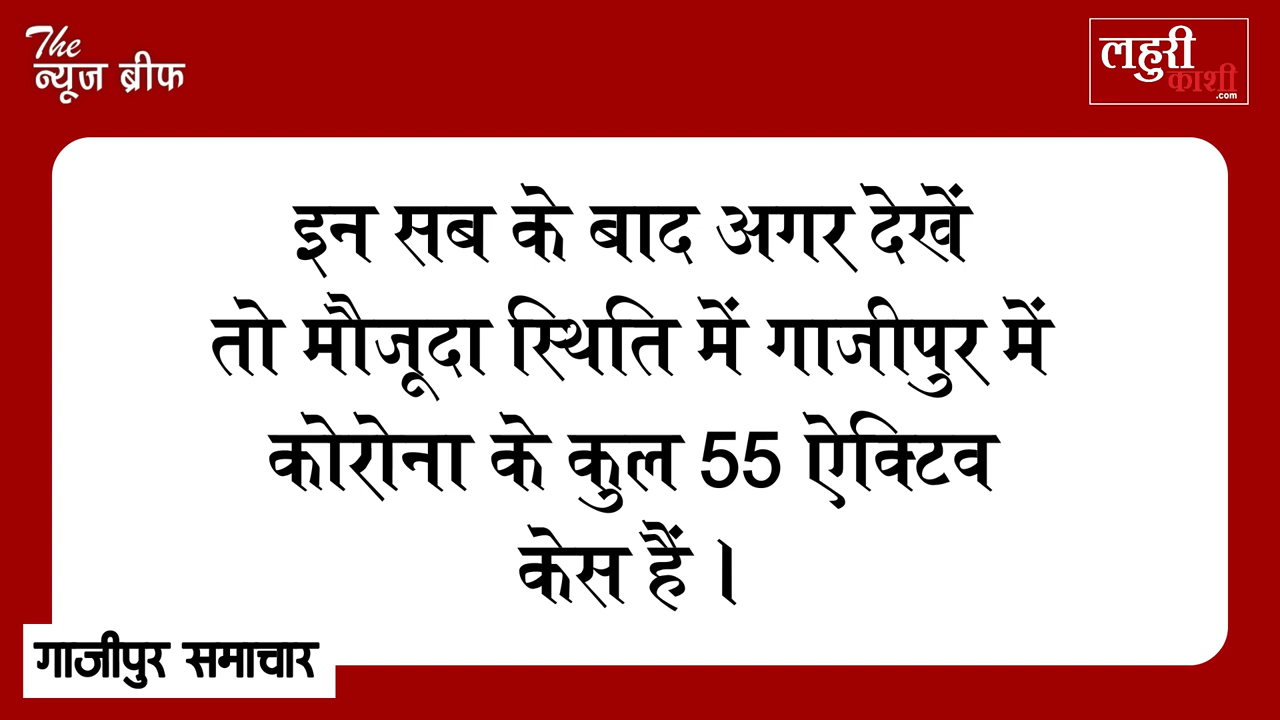 The
न्यूज ब्रीफ
लहुरी
काशी
.com
इन सब के बाद अगर देखें
तो मौजूदा स्थिति में गाजीपुर में
कोरोना के कुल 55 ऐक्टिव
केस हैं ।
गाजीपुर समाचार